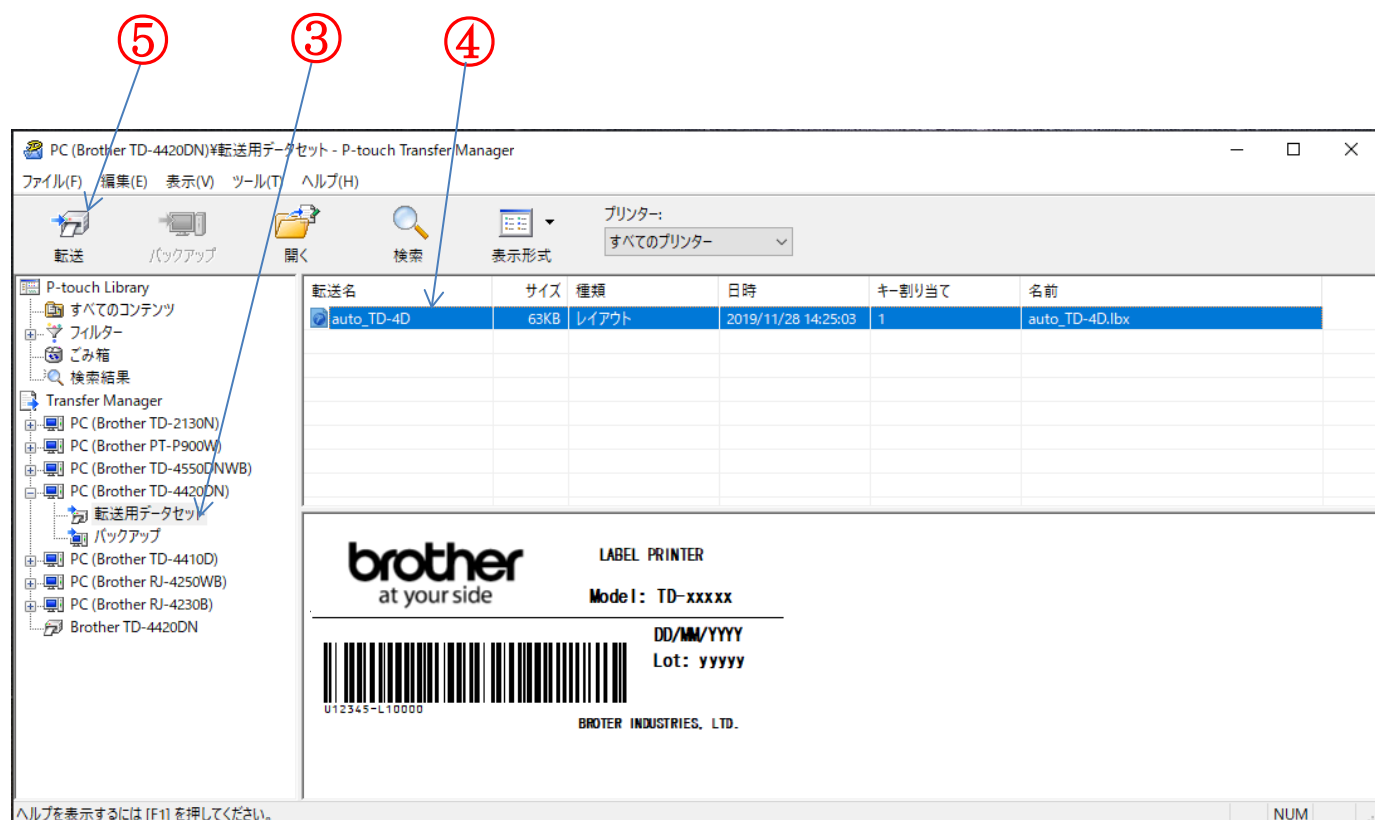 ⑤ ③ ④
PC (Brother TD-4420DN)¥転送用データセット - P-touch Transfer Manager
ファイル(F) 編集(E) 表示(V) ツール(T) ヘルプ(H)
転送 バックアップ 開く 検索 表示形式
プリンター:
すべてのプリンター
P-touch Library
すべてのコンテンツ
フィルター
ごみ箱
検索結果
Transfer Manager
PC (Brother TD-2130N)
PC (Brother PT-P900W)
PC (Brother TD-4550DNWB)
PC (Brother TD-4420DN)
転送用データセット
バックアップ
PC (Brother TD-4410D)
PC (Brother RJ-4250WB)
PC (Brother RJ-4230B)
Brother TD-4420DN
転送名 サイズ 種類 日時 キー割り当て 名前
auto_TD-4D 63KB レイアウト 2019/11/28 14:25:03 1 auto_TD-4D.lbx
brother
at your side
LABEL PRINTER
Model: TD-xxxxx
DD/MM/YYYY
Lot: yyyyy
U12345-L10000
BROTER INDUSTRIES, LTD.
ヘルプを表示するには [F1] を押してください。
NUM